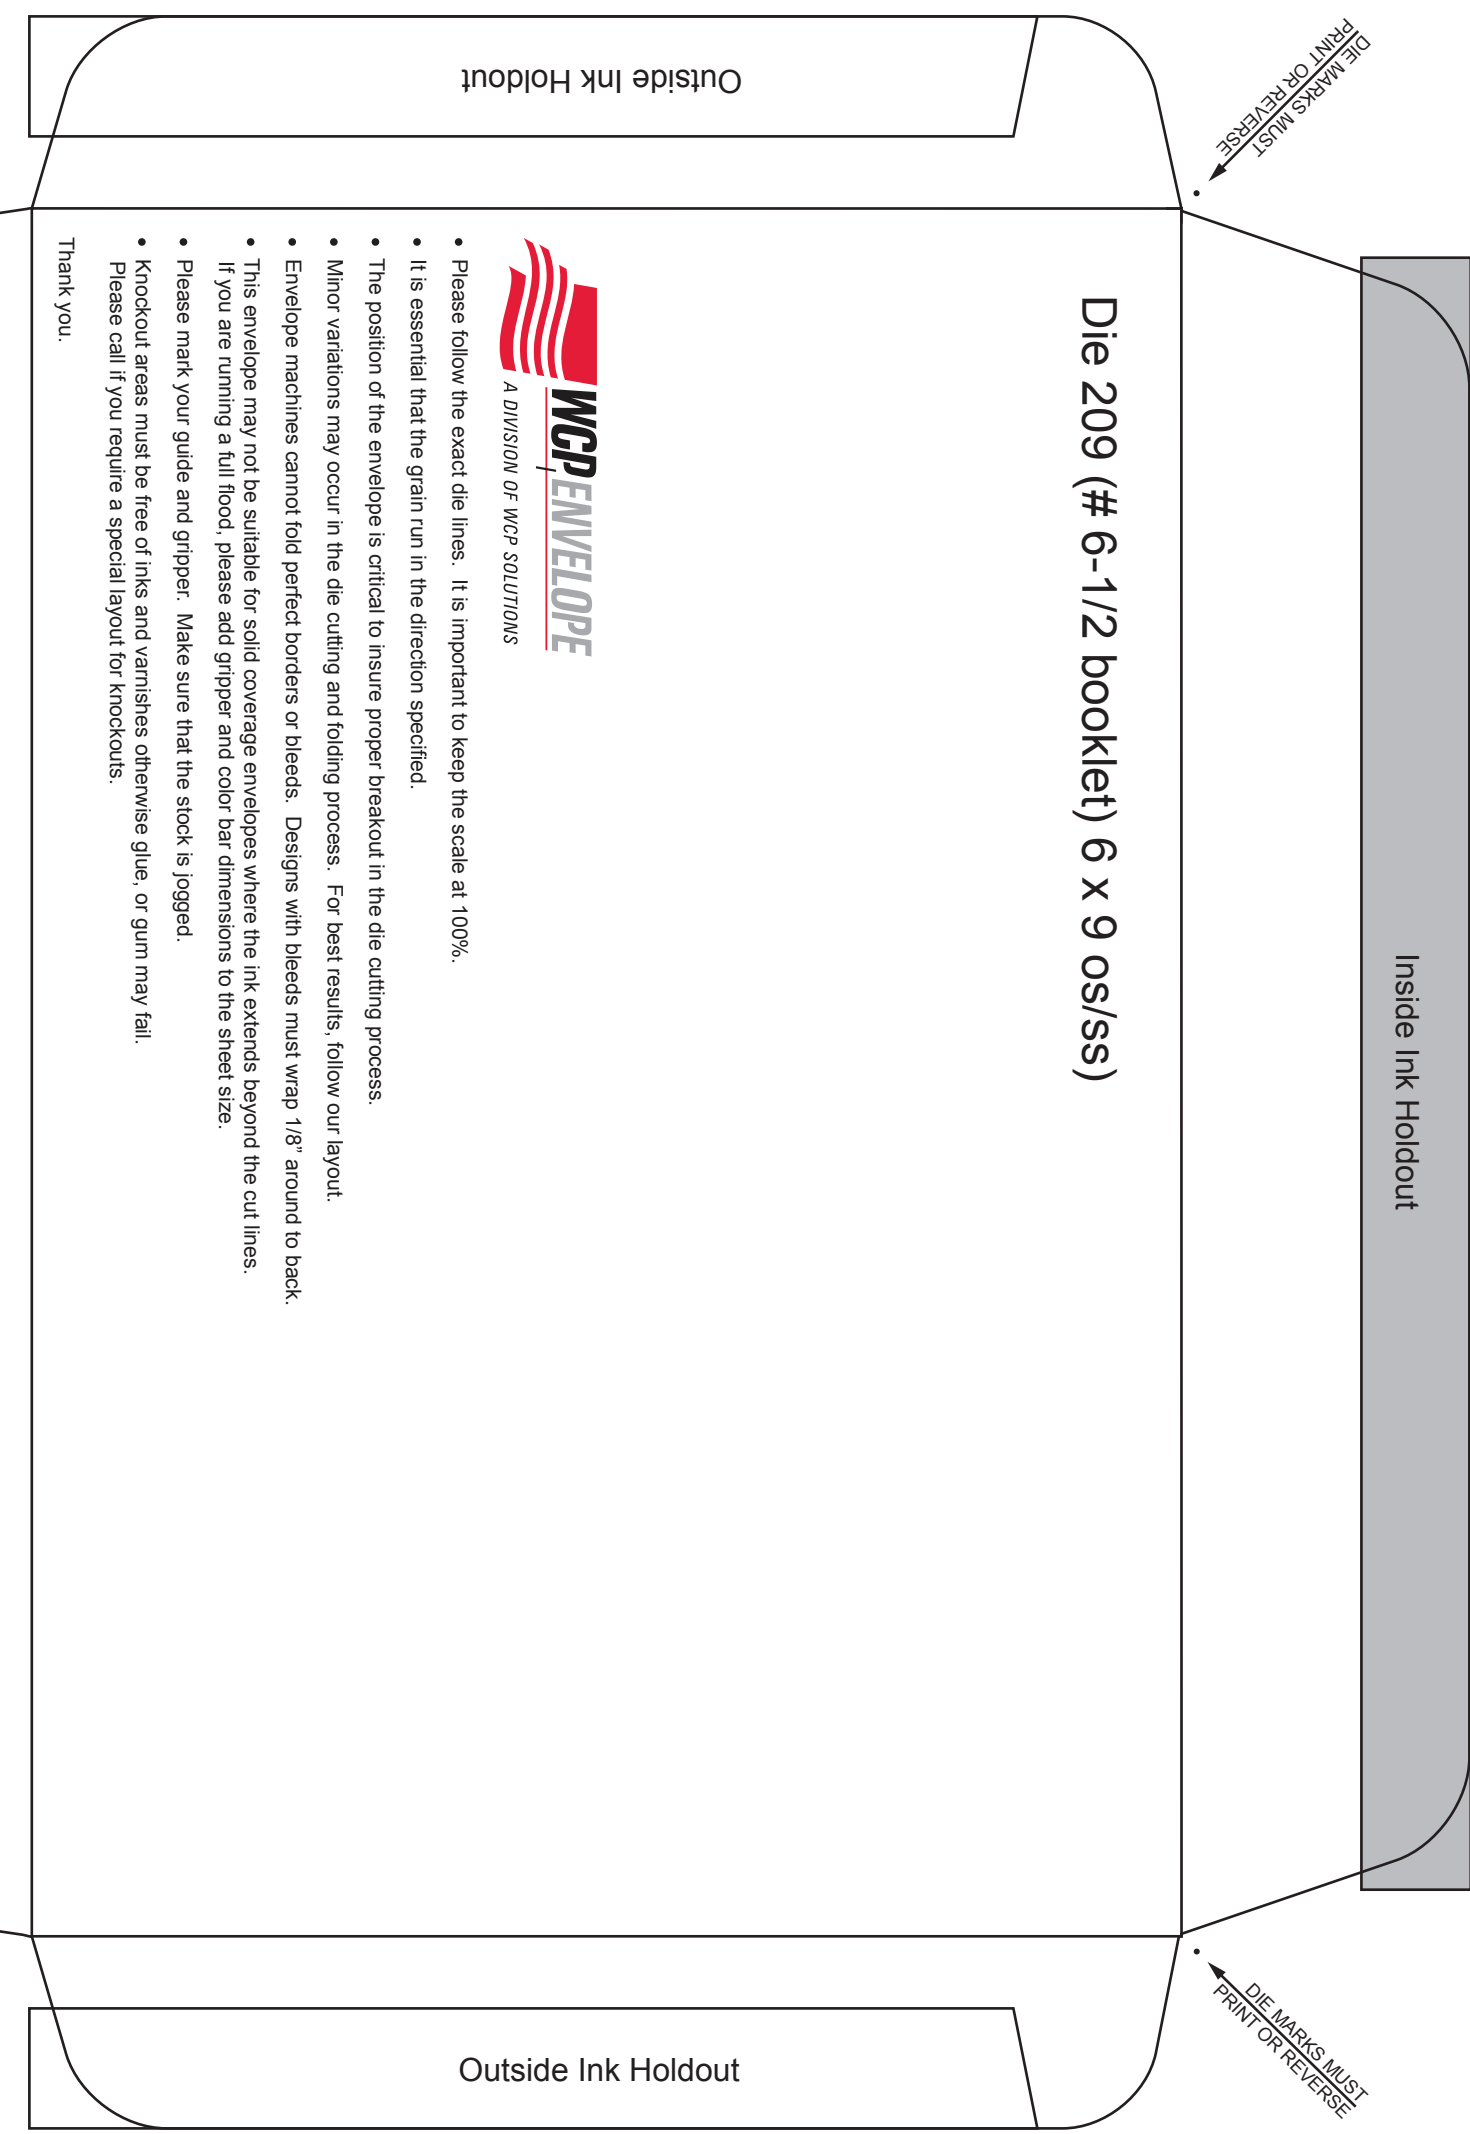 Outside Ink Holdout
DIE MARKS MUST
PRINT OR REVERSE
Inside Ink Holdout
Die 209 (# 6-1/2 booklet) 6 x 9 os/ss)
WCP ENVELOPE
A DIVISION OF WCP SOLUTIONS
• Please follow the exact die lines.  It is important to keep the scale at 100%.
• It is essential that the grain run in the direction specified.
• The position of the envelope is critical to insure proper breakout in the die cutting process.
• Minor variations may occur in the die cutting and folding process.  For best results, follow our layout.
• Envelope machines cannot fold perfect borders or bleeds.  Designs with bleeds must wrap 1/8” around to back.
• This envelope may not be suitable for solid coverage envelopes where the ink extends beyond the cut lines.
If you are running a full flood, please add gripper and color bar dimensions to the sheet size.
• Please mark your guide and gripper.  Make sure that the stock is jogged.
• Knockout areas must be free of inks and varnishes otherwise glue, or gum may fail.
Please call if you require a special layout for knockouts.
Thank you.
DIE MARKS MUST
PRINT OR REVERSE
Outside Ink Holdout